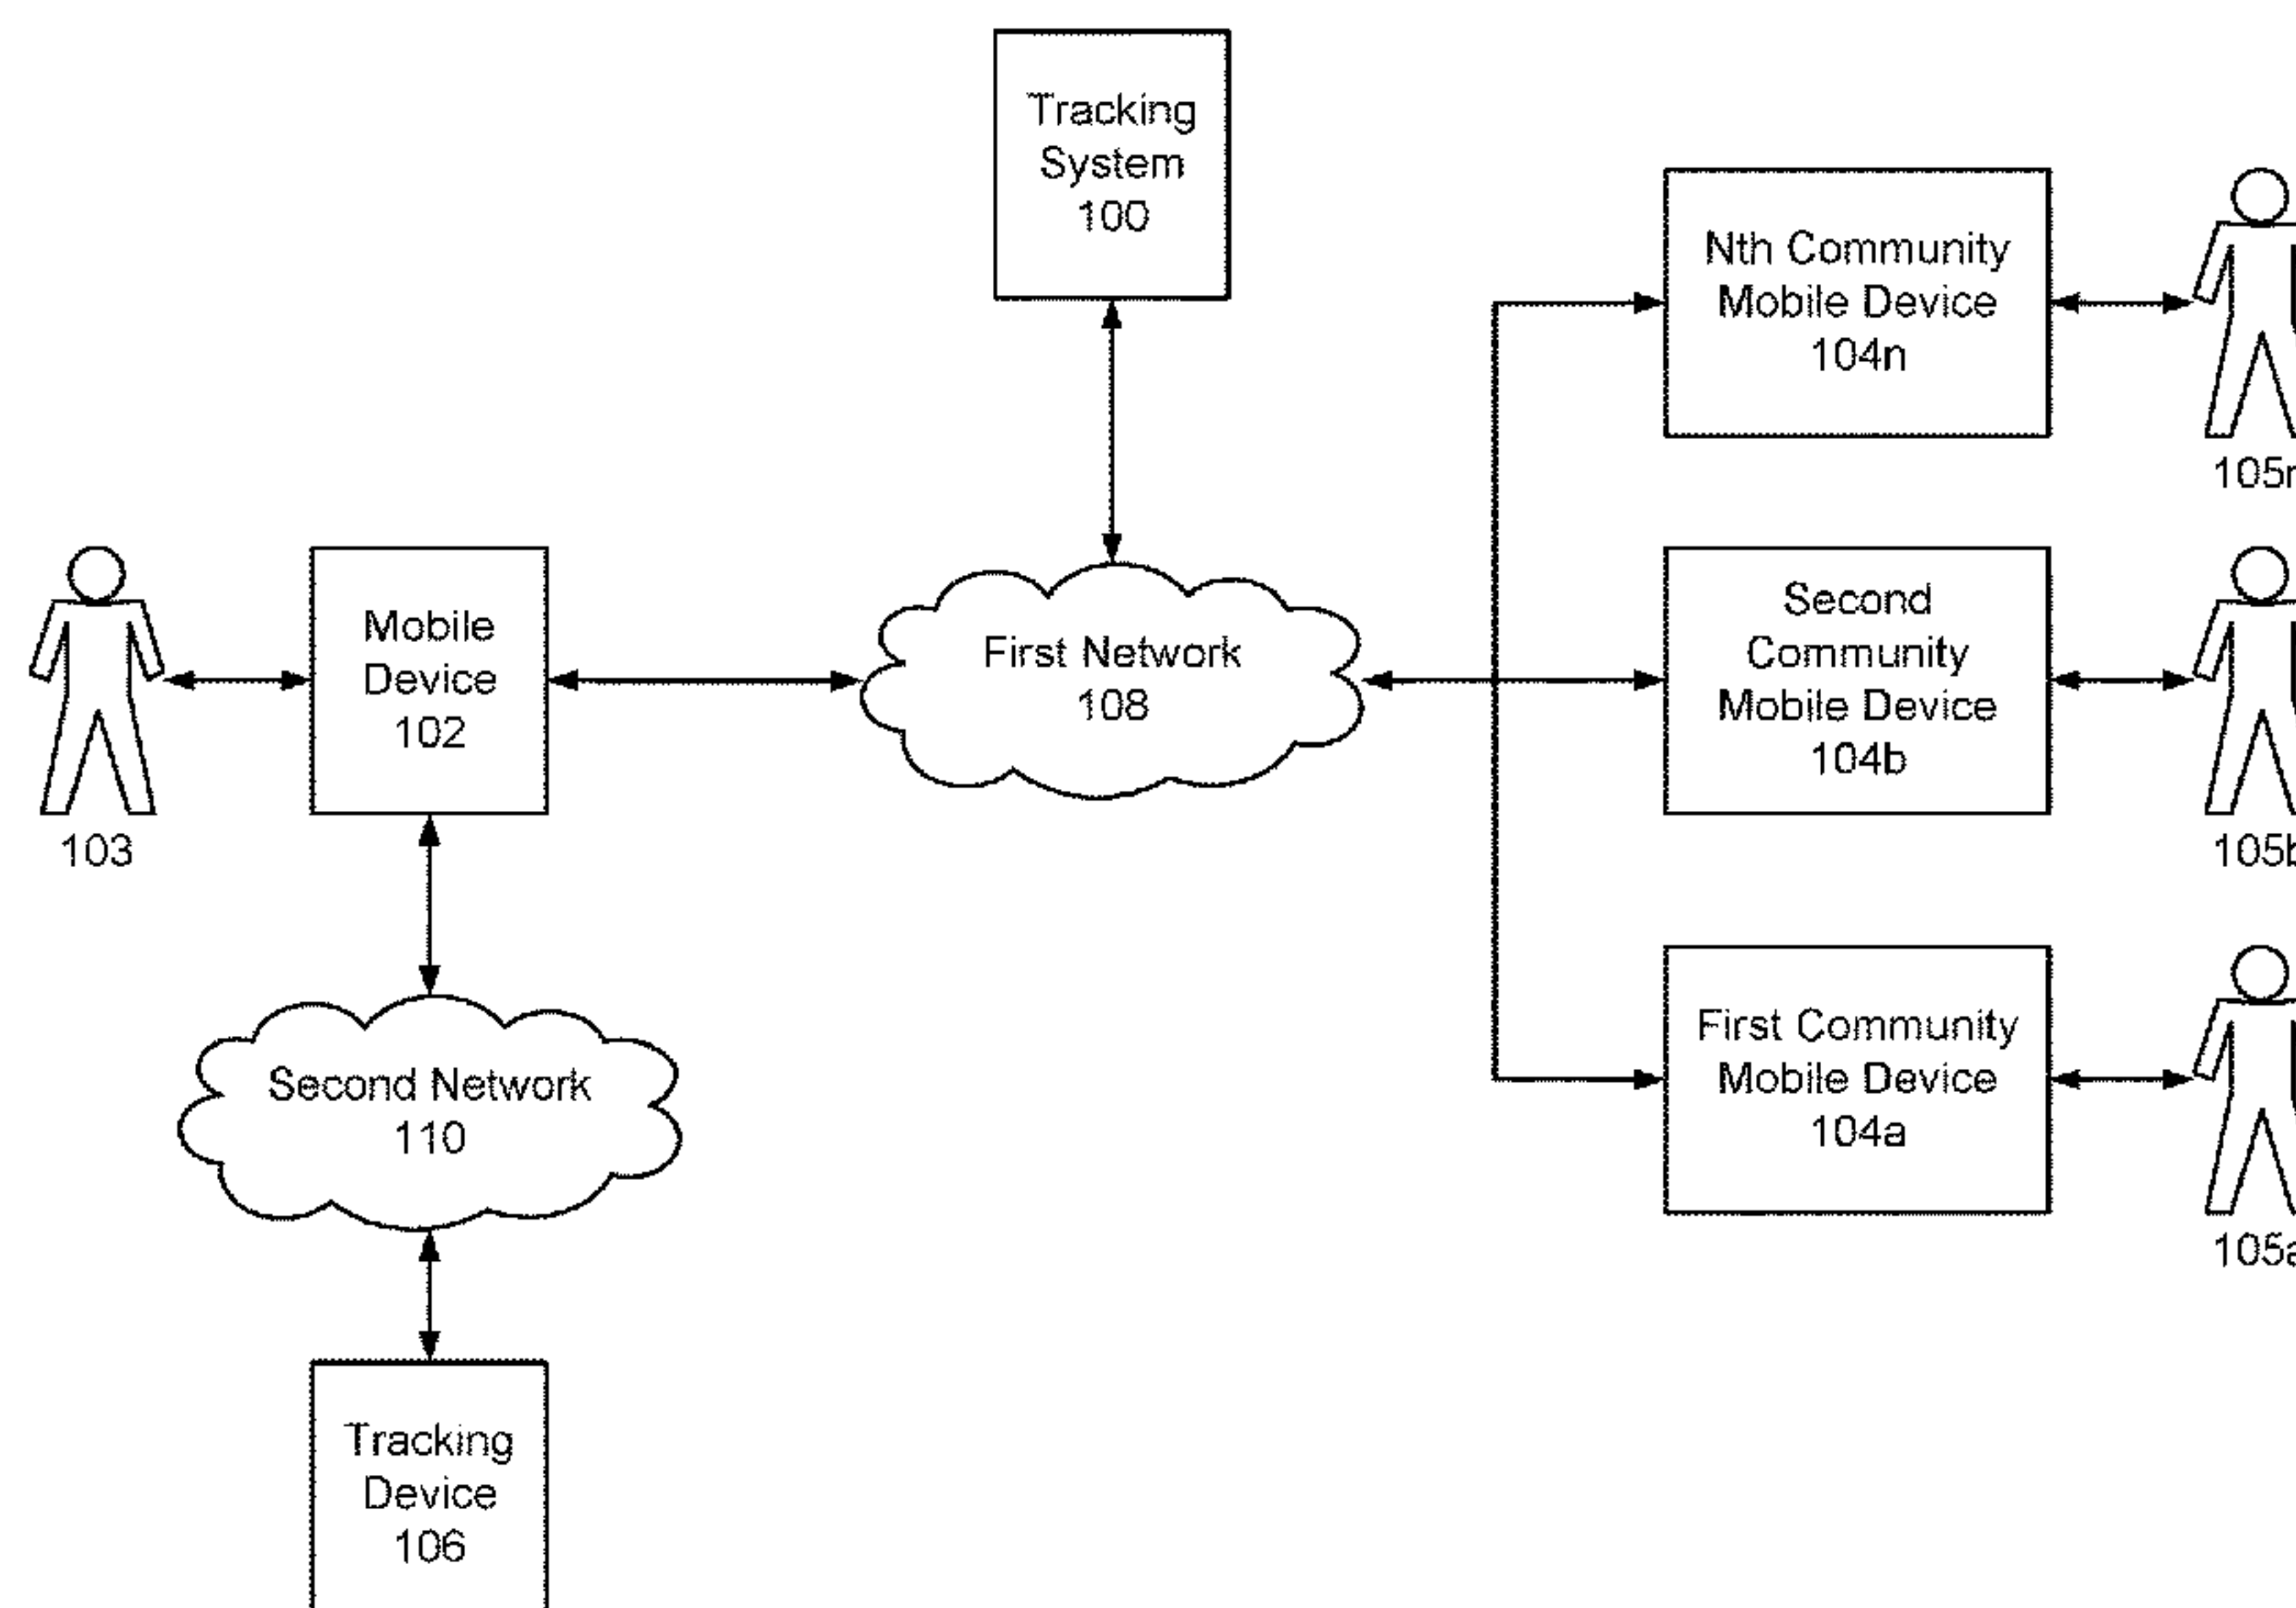 Tracking
System
100
Nth Community
Mobile Device
104n
Mobile
Device
102
103
First Network
108
Second
Community
Mobile Device
104b
Second Network
110
First Community
Mobile Device
104a
Tracking
Device
106